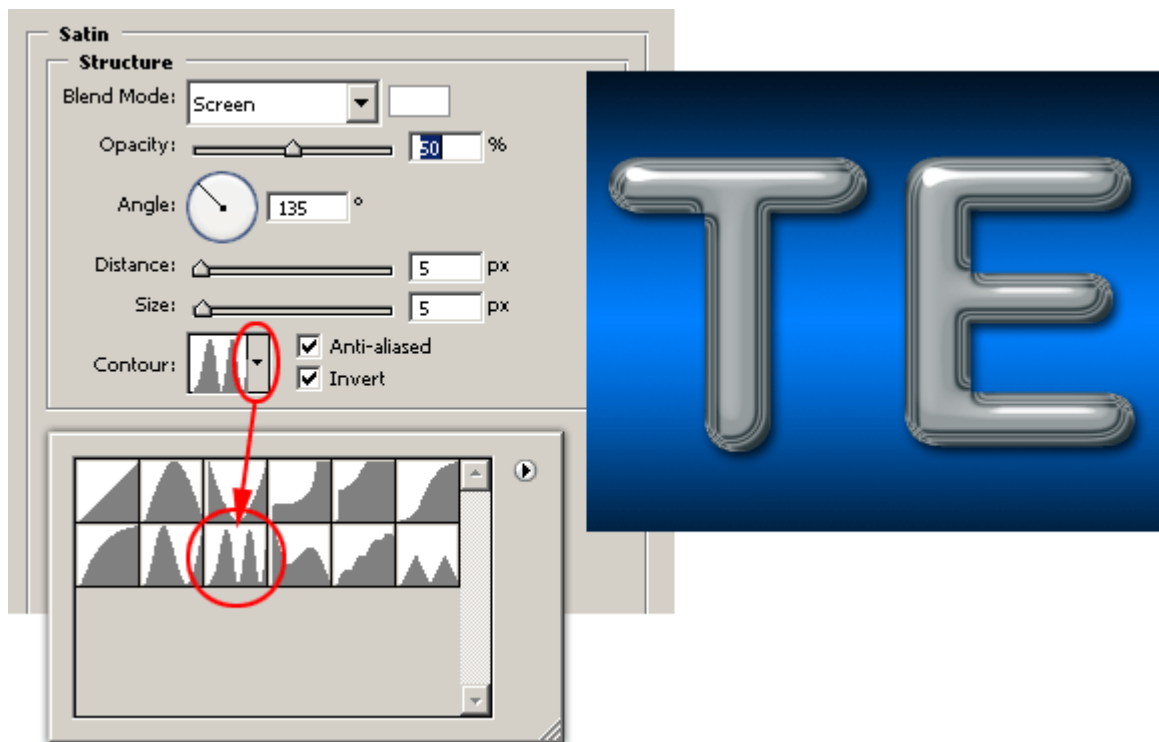 Satin
Structure
Blend Mode: Screen
Opacity: 50 %
Angle: 135 °
Distance: 5 px
Size: 5 px
Contour: Anti-aliased
Invert
TE